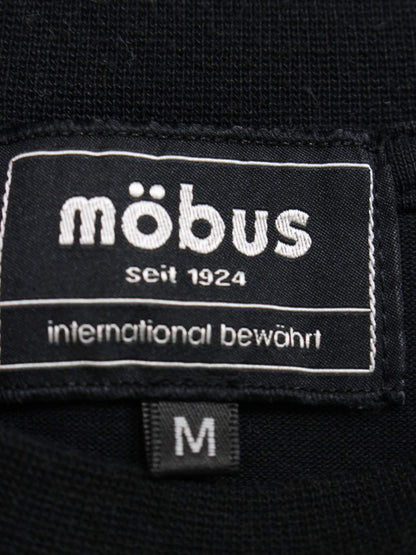 möbus
seit 1924
international bewährt
M